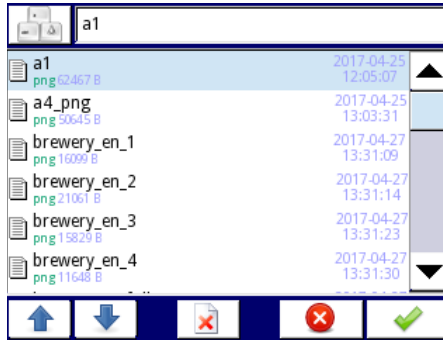 a1
a1
2017-04-25
png 62467 B
12:05:07
a4_png
2017-04-25
png 50645 B
13:03:31
brewery_en_1
2017-04-27
png 16099 B
13:31:09
brewery_en_2
2017-04-27
png 21061 B
13:31:14
brewery_en_3
2017-04-27
png 15829 B
13:31:23
brewery_en_4
2017-04-27
png 11648 B
13:31:30